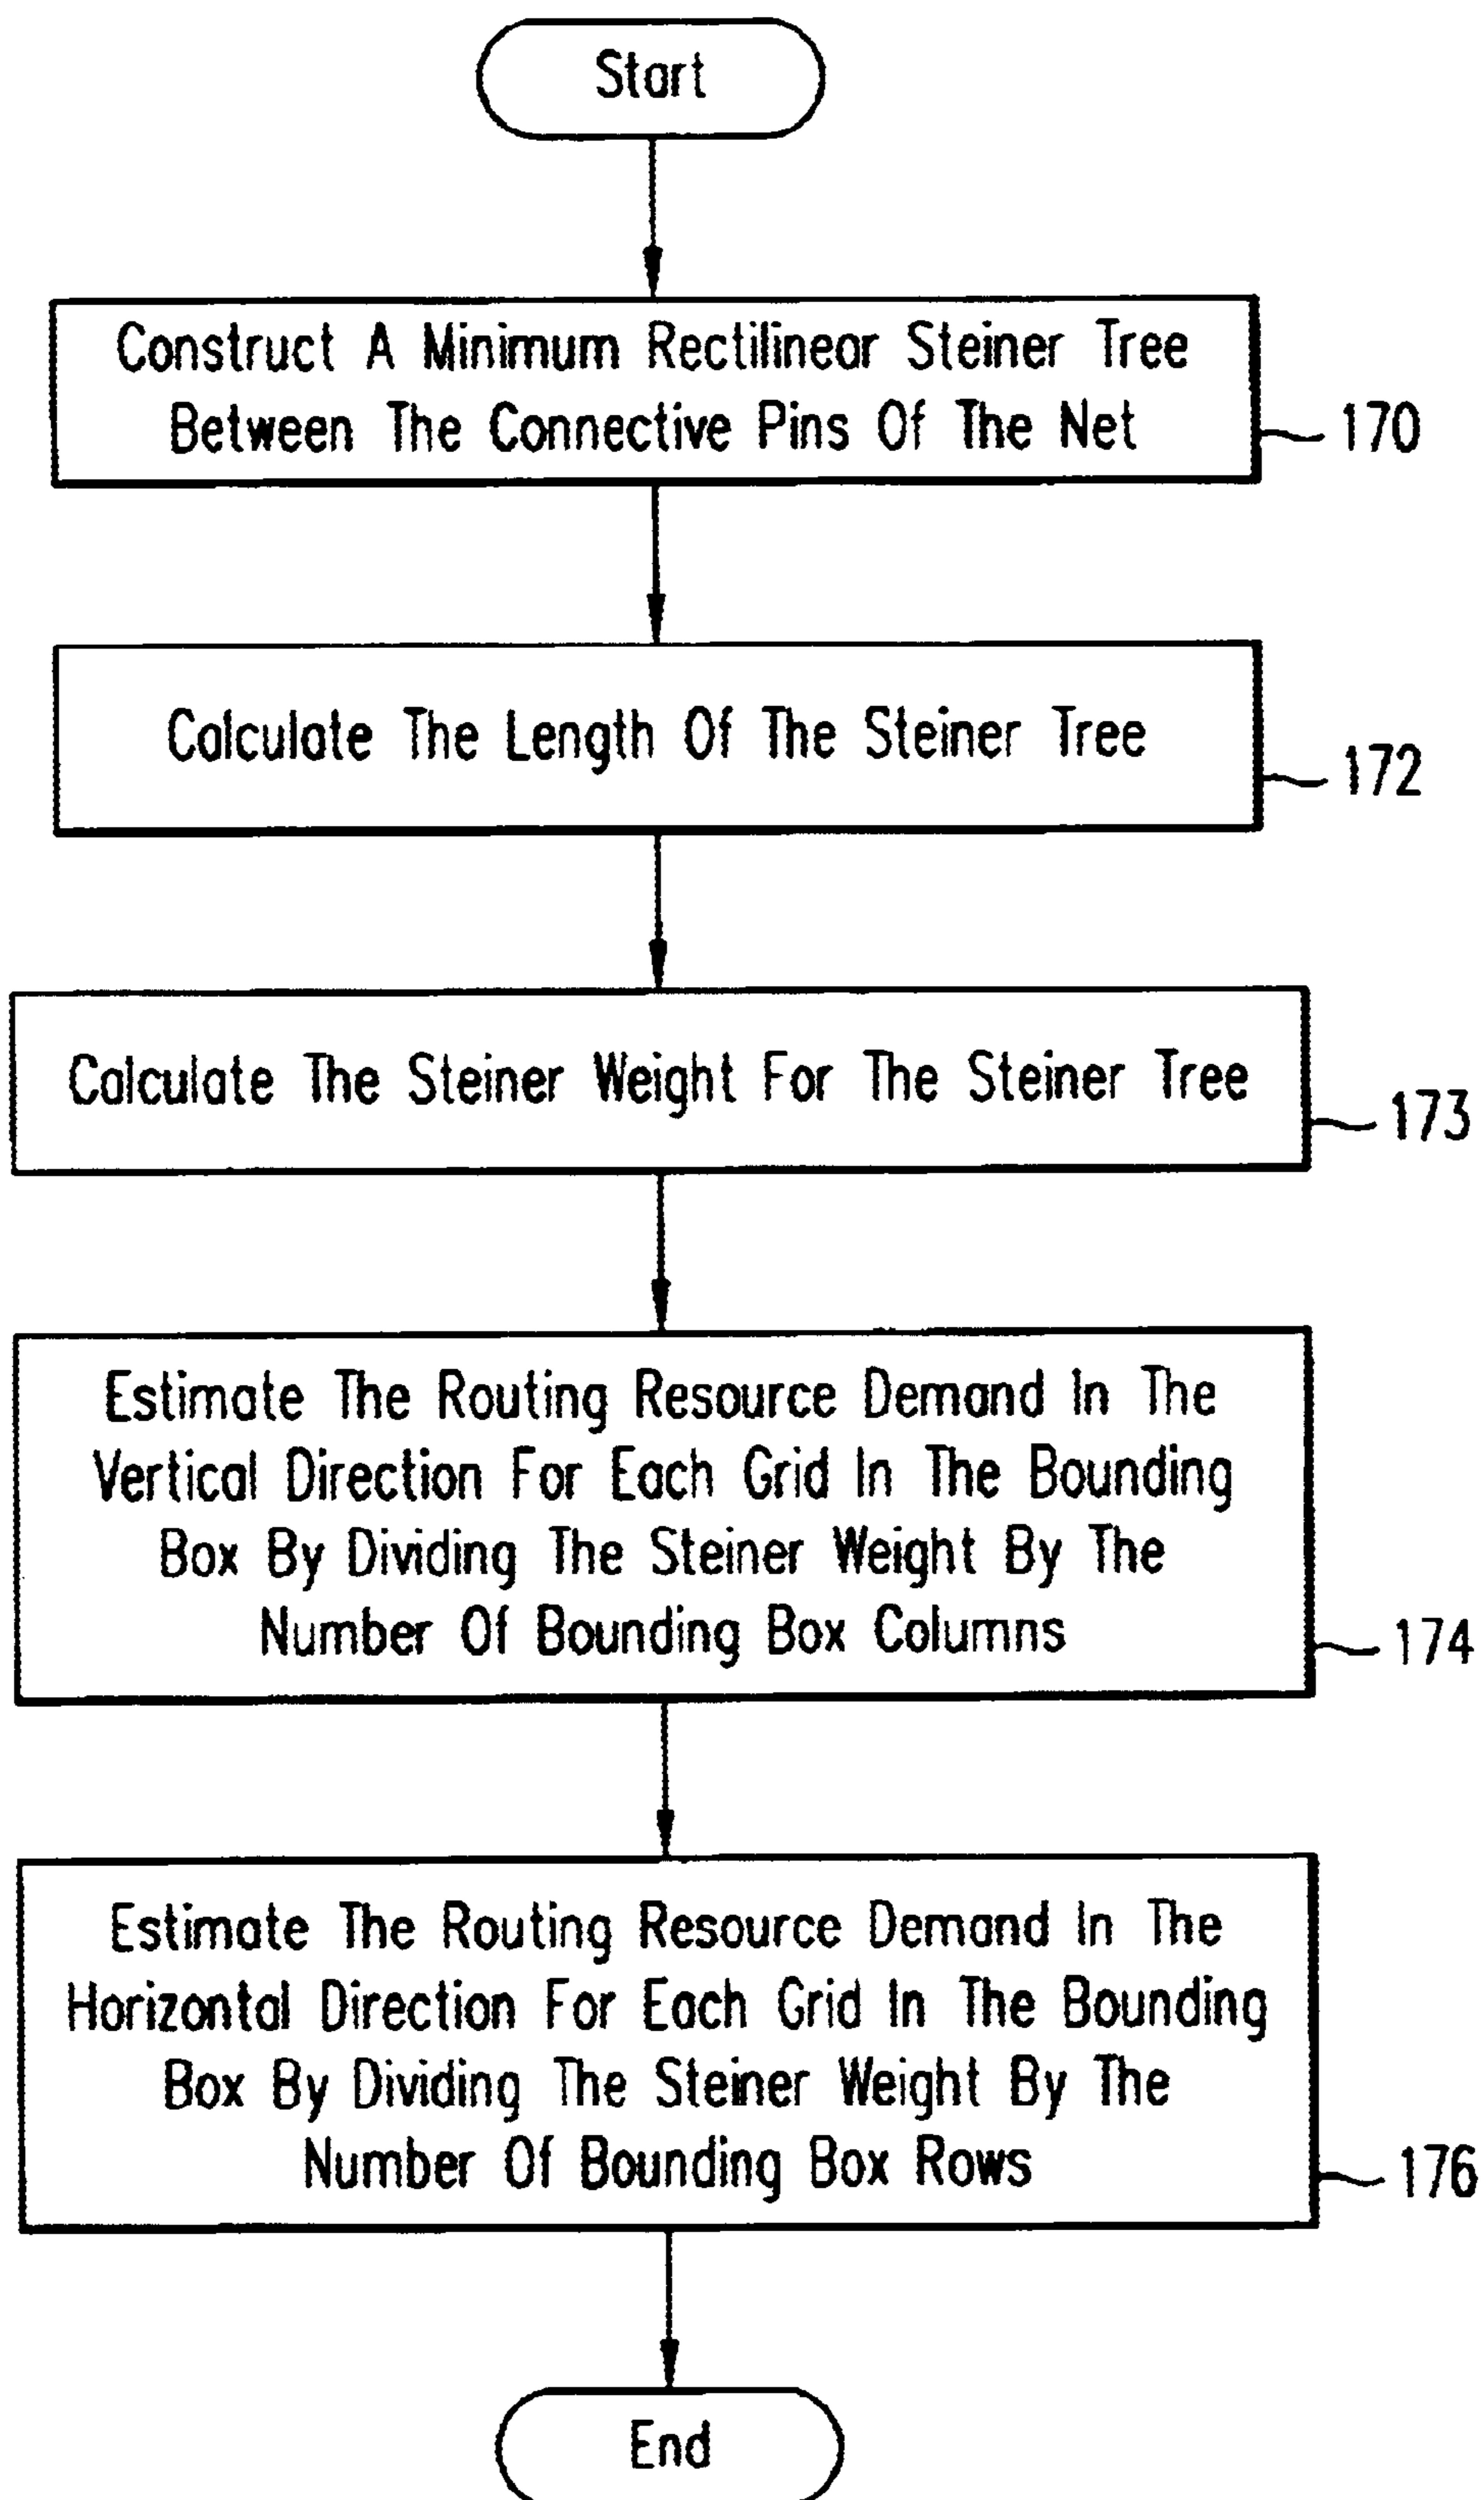 Start
Construct A Minimum Rectilinear Steiner Tree
Between The Connective Pins Of The Net
170
Calculate The Length Of The Steiner Tree
172
Calculate The Steiner Weight For The Steiner Tree
173
Estimate The Routing Resource Demand In The
Vertical Direction For Each Grid In The Bounding
Box By Dividing The Steiner Weight By The
Number Of Bounding Box Columns
174
Estimate The Routing Resource Demand In The
Horizontal Direction For Each Grid In The Bounding
Box By Dividing The Steiner Weight By The
Number Of Bounding Box Rows
176
End